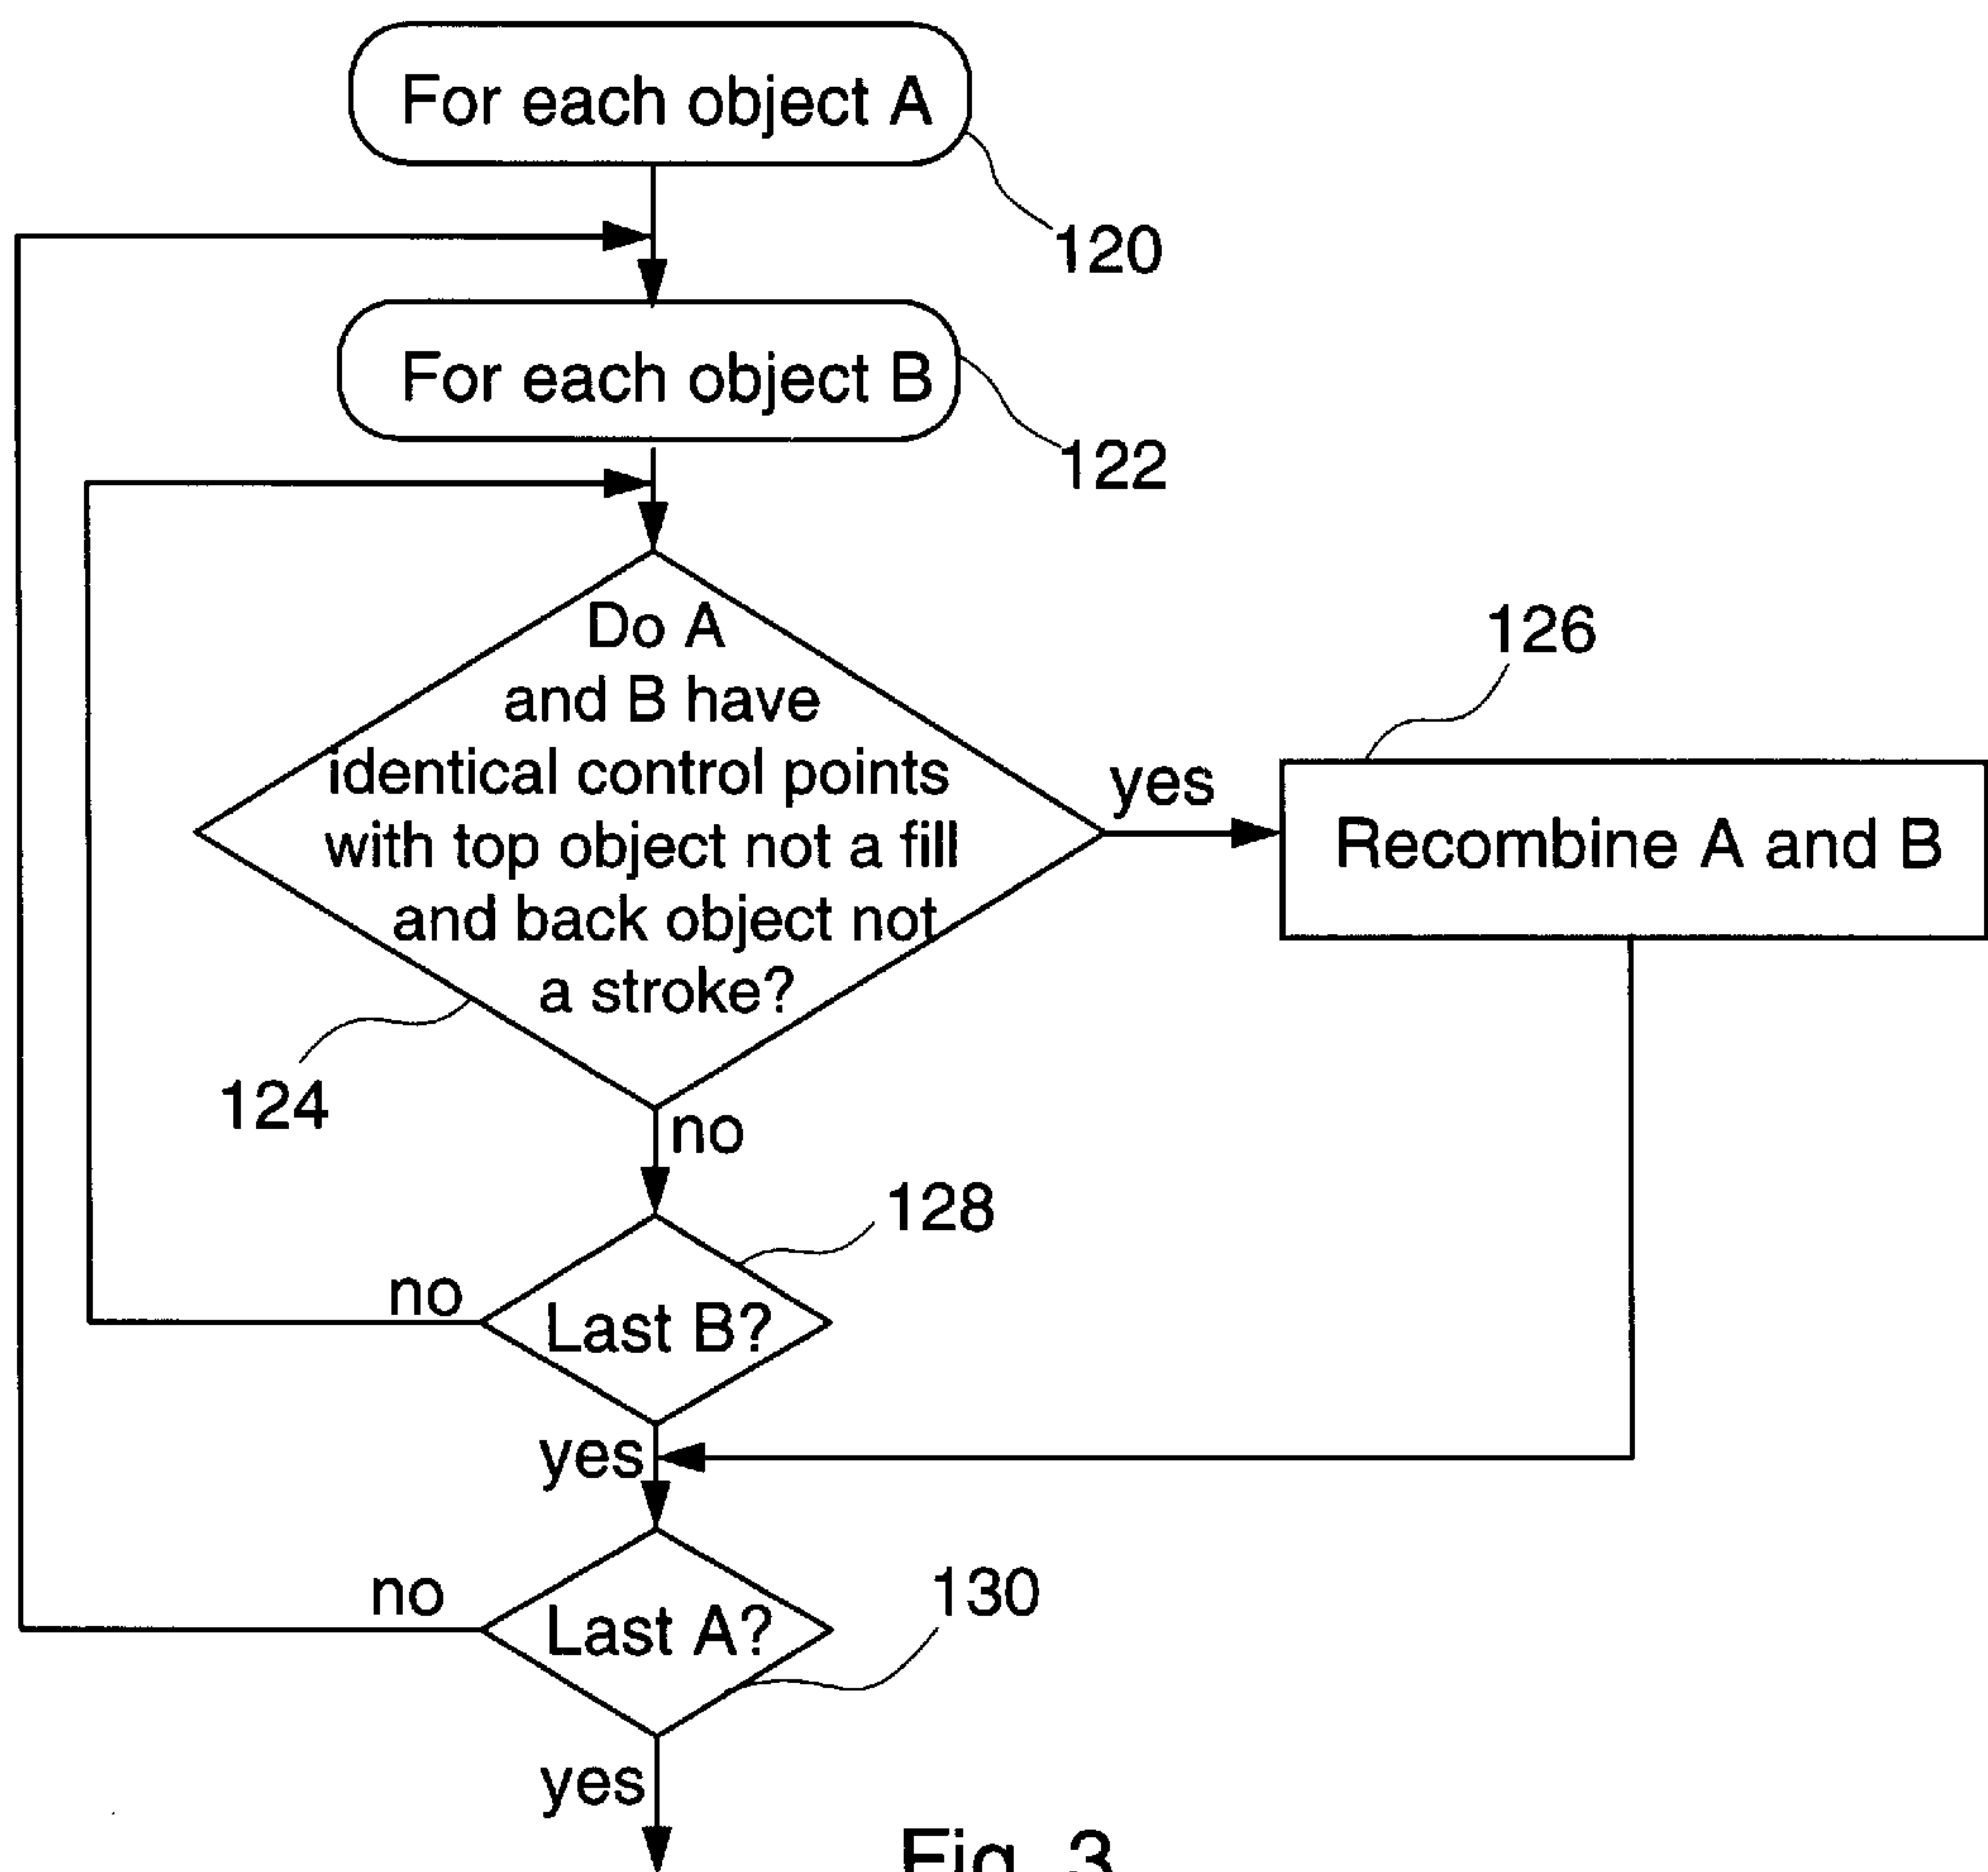 For each object A
120
For each object B
122
Do A
and B have
identical control points
with top object not a fill
and back object not
a stroke?
124
yes
126
Recombine A and B
no
128
no
Last B?
yes
no
130
Last A?
yes
Fig. 3